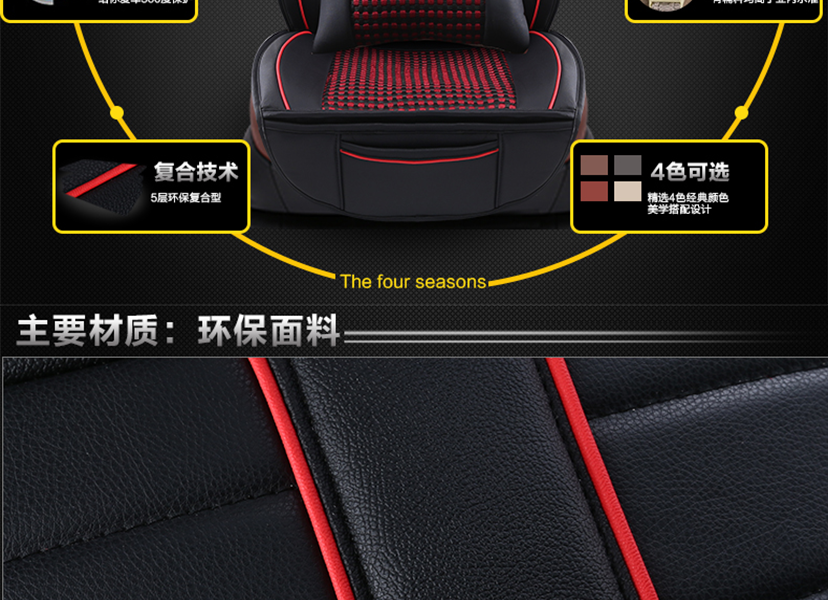 复合技术
5层环保复合型
4色可选
精选4色经典颜色
美学搭配设计
The four seasons
主要材质：环保面料